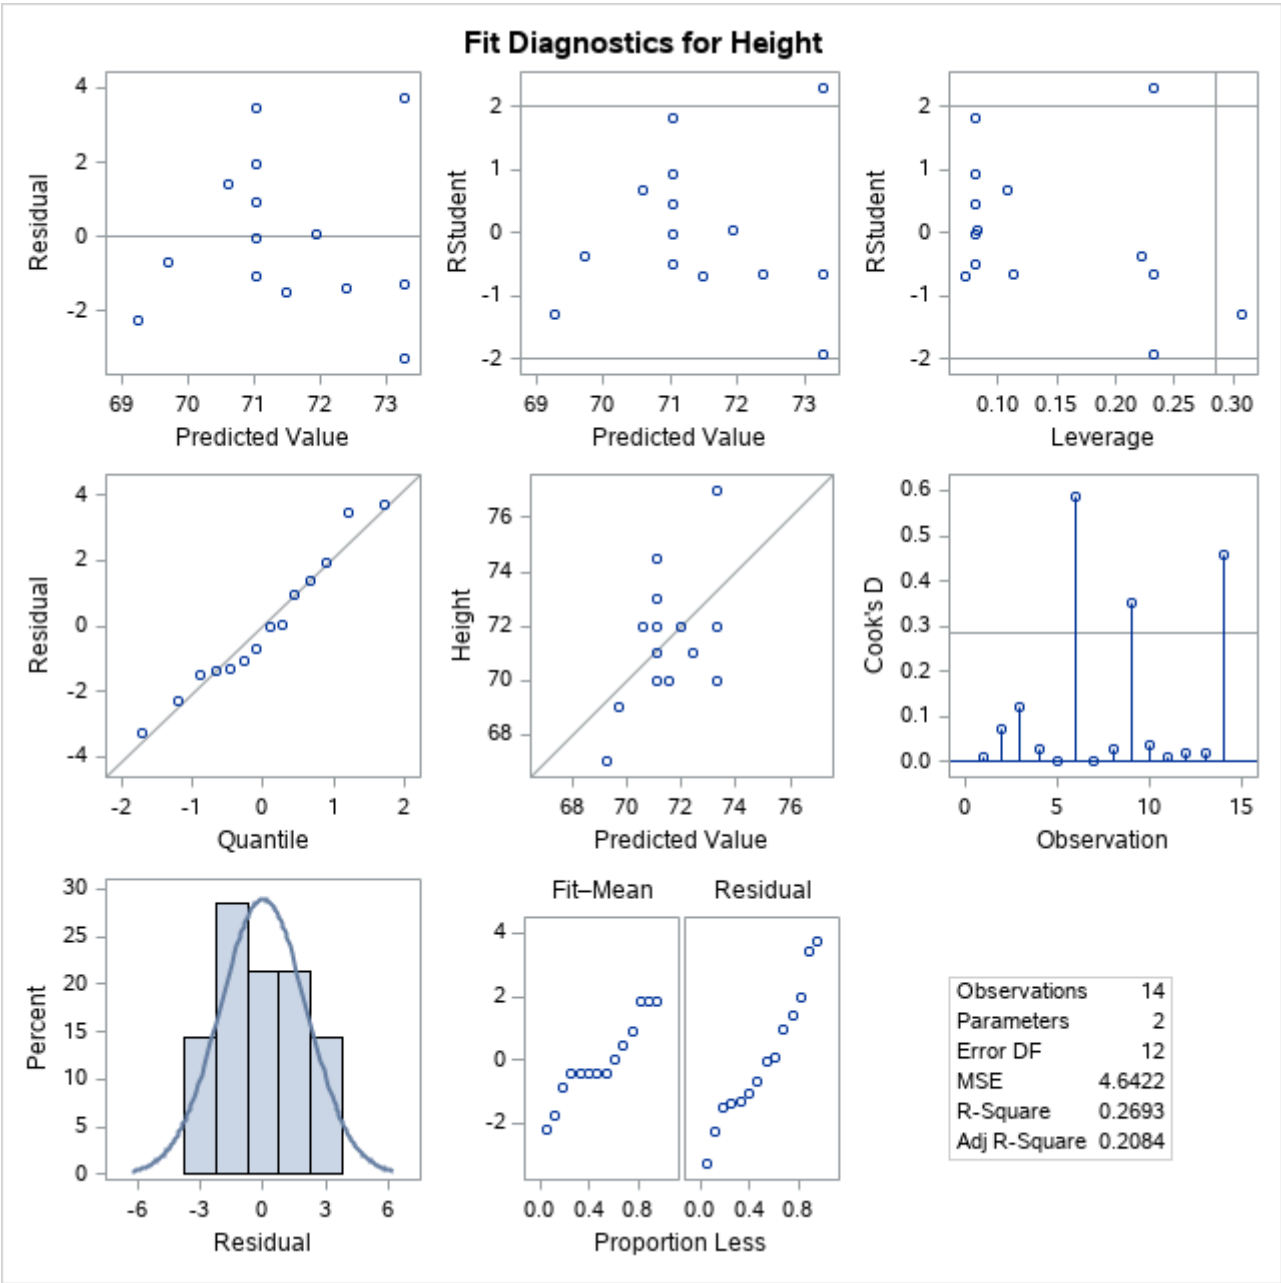 Fit Diagnostics for Height
Residual
4
2
0
-2
69 70 71 72 73
Predicted Value
RStudent
2
1
0
-1
-2
69 70 71 72 73
Predicted Value
RStudent
2
1
0
-1
-2
0.10 0.15 0.20 0.25 0.30
Leverage
Residual
4
2
0
-2
-4
-2 -1 0 1 2
Quantile
Height
76
74
72
70
68
68 70 72 74 76
Predicted Value
Cook's D
0.6
0.5
0.4
0.3
0.2
0.1
0.0
0 5 10 15
Observation
Percent
30
25
20
15
10
5
0
-6 -3 0 3 6
Residual
Fit–Mean Residual
4
2
0
-2
0.0 0.4 0.8 0.0 0.4 0.8
Proportion Less
Observations 14
Parameters 2
Error DF 12
MSE 4.6422
R-Square 0.2693
Adj R-Square 0.2084